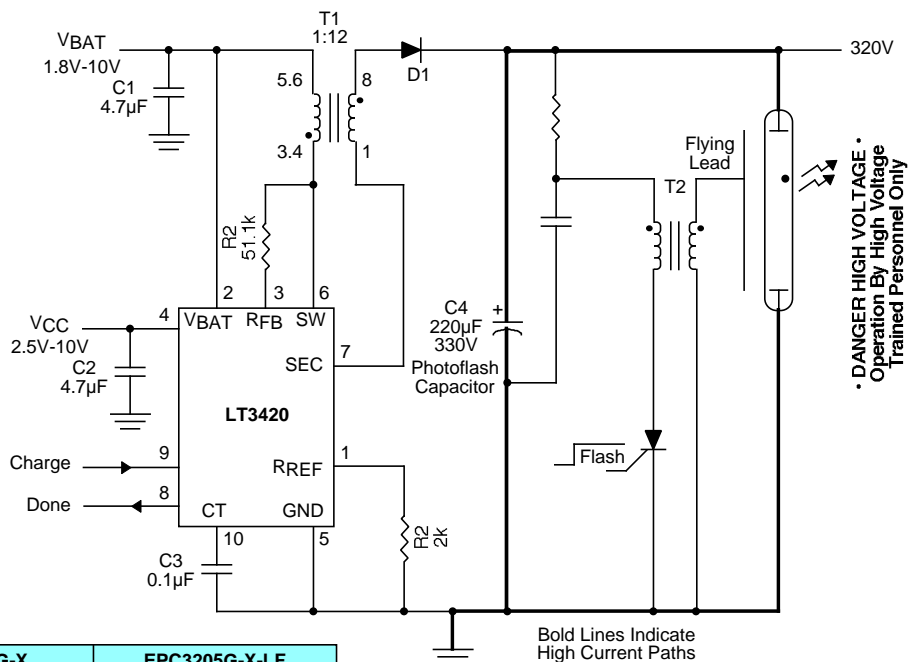 T1
1:12
VBAT
1.8V-10V
C1
4.7µF
5.6
8
D1
320V
3.4
1
Flying
Lead
T2
R2
51.1k
2
3
6
VCC
2.5V-10V
4
VBAT
RFB
SW
C2
4.7µF
SEC
7
LT3420
C4
220µF
330V
+
Photoflash
Capacitor
• DANGER HIGH VOLTAGE •
Operation By High Voltage
Trained Personnel Only
Charge
9
RREF
1
Flash
Done
8
CT
GND
10
5
R2
2k
C3
0.1µF
Bold Lines Indicate
High Current Paths
EPC3205G-X-LF